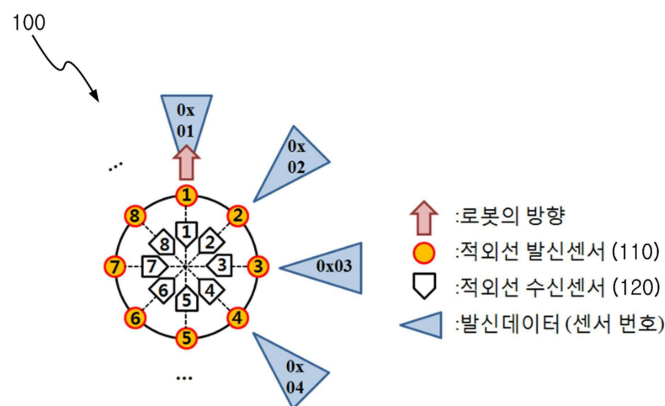 100
0x
01
0x
02
...
1
8
2
1
8
2
7
7
3
3
0x03
6
4
5
6
4
5
0x
04
...
:로봇의 방향
:적외선 발신센서(110)
:적외선 수신센서(120)
:발신데이터(센서 번호)